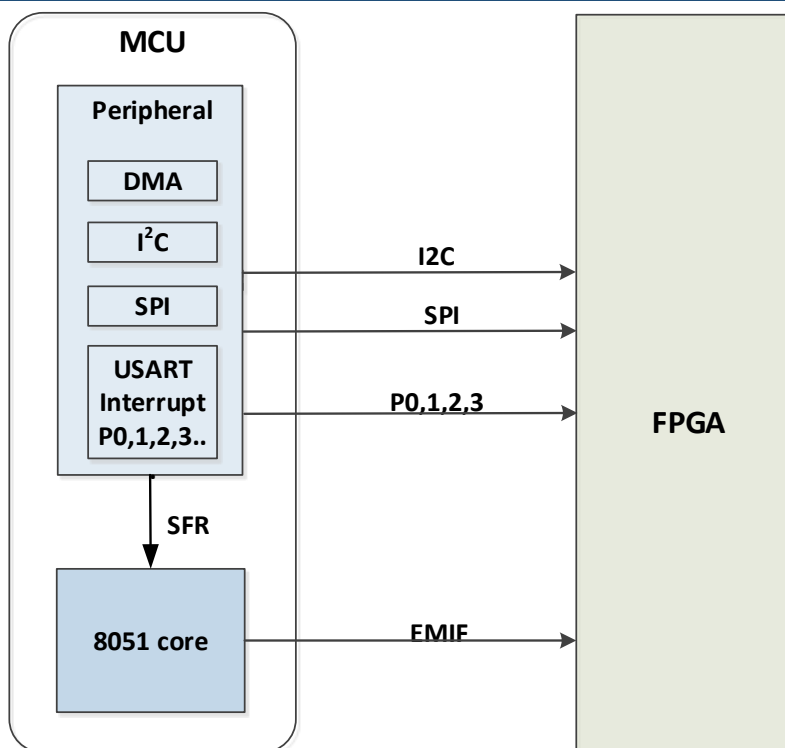 MCU
Peripheral
DMA
I²C
SPI
USART
Interrupt
P0,1,2,3..
SFR
8051 core
I2C
SPI
P0,1,2,3
EMIF
FPGA